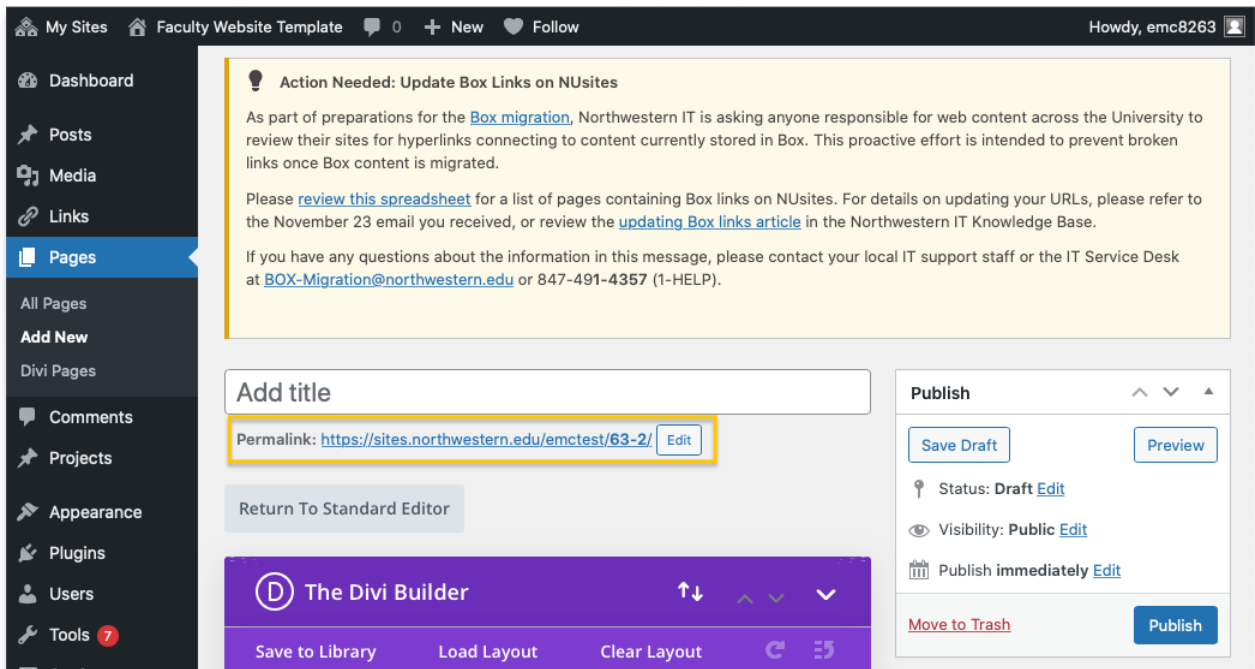 My Sites Faculty Website Template 0 New Follow Howdy, emc8263
Dashboard
Posts
Media
Links
Pages
All Pages
Add New
Divi Pages
Comments
Projects
Appearance
Plugins
Users
Tools 7
Action Needed: Update Box Links on NUsites
As part of preparations for the Box migration, Northwestern IT is asking anyone responsible for web content across the University to
review their sites for hyperlinks connecting to content currently stored in Box. This proactive effort is intended to prevent broken
links once Box content is migrated.
Please review this spreadsheet for a list of pages containing Box links on NUsites. For details on updating your URLs, please refer to
the November 23 email you received, or review the updating Box links article in the Northwestern IT Knowledge Base.
If you have any questions about the information in this message, please contact your local IT support staff or the IT Service Desk
at BOX-Migration@northwestern.edu or 847-491-4357 (1-HELP).
Add title
Permalink: https://sites.northwestern.edu/emctest/63-2/ Edit
Return To Standard Editor
D The Divi Builder
Save to Library Load Layout Clear Layout
Publish
Save Draft Preview
Status: Draft Edit
Visibility: Public Edit
Publish immediately Edit
Move to Trash Publish